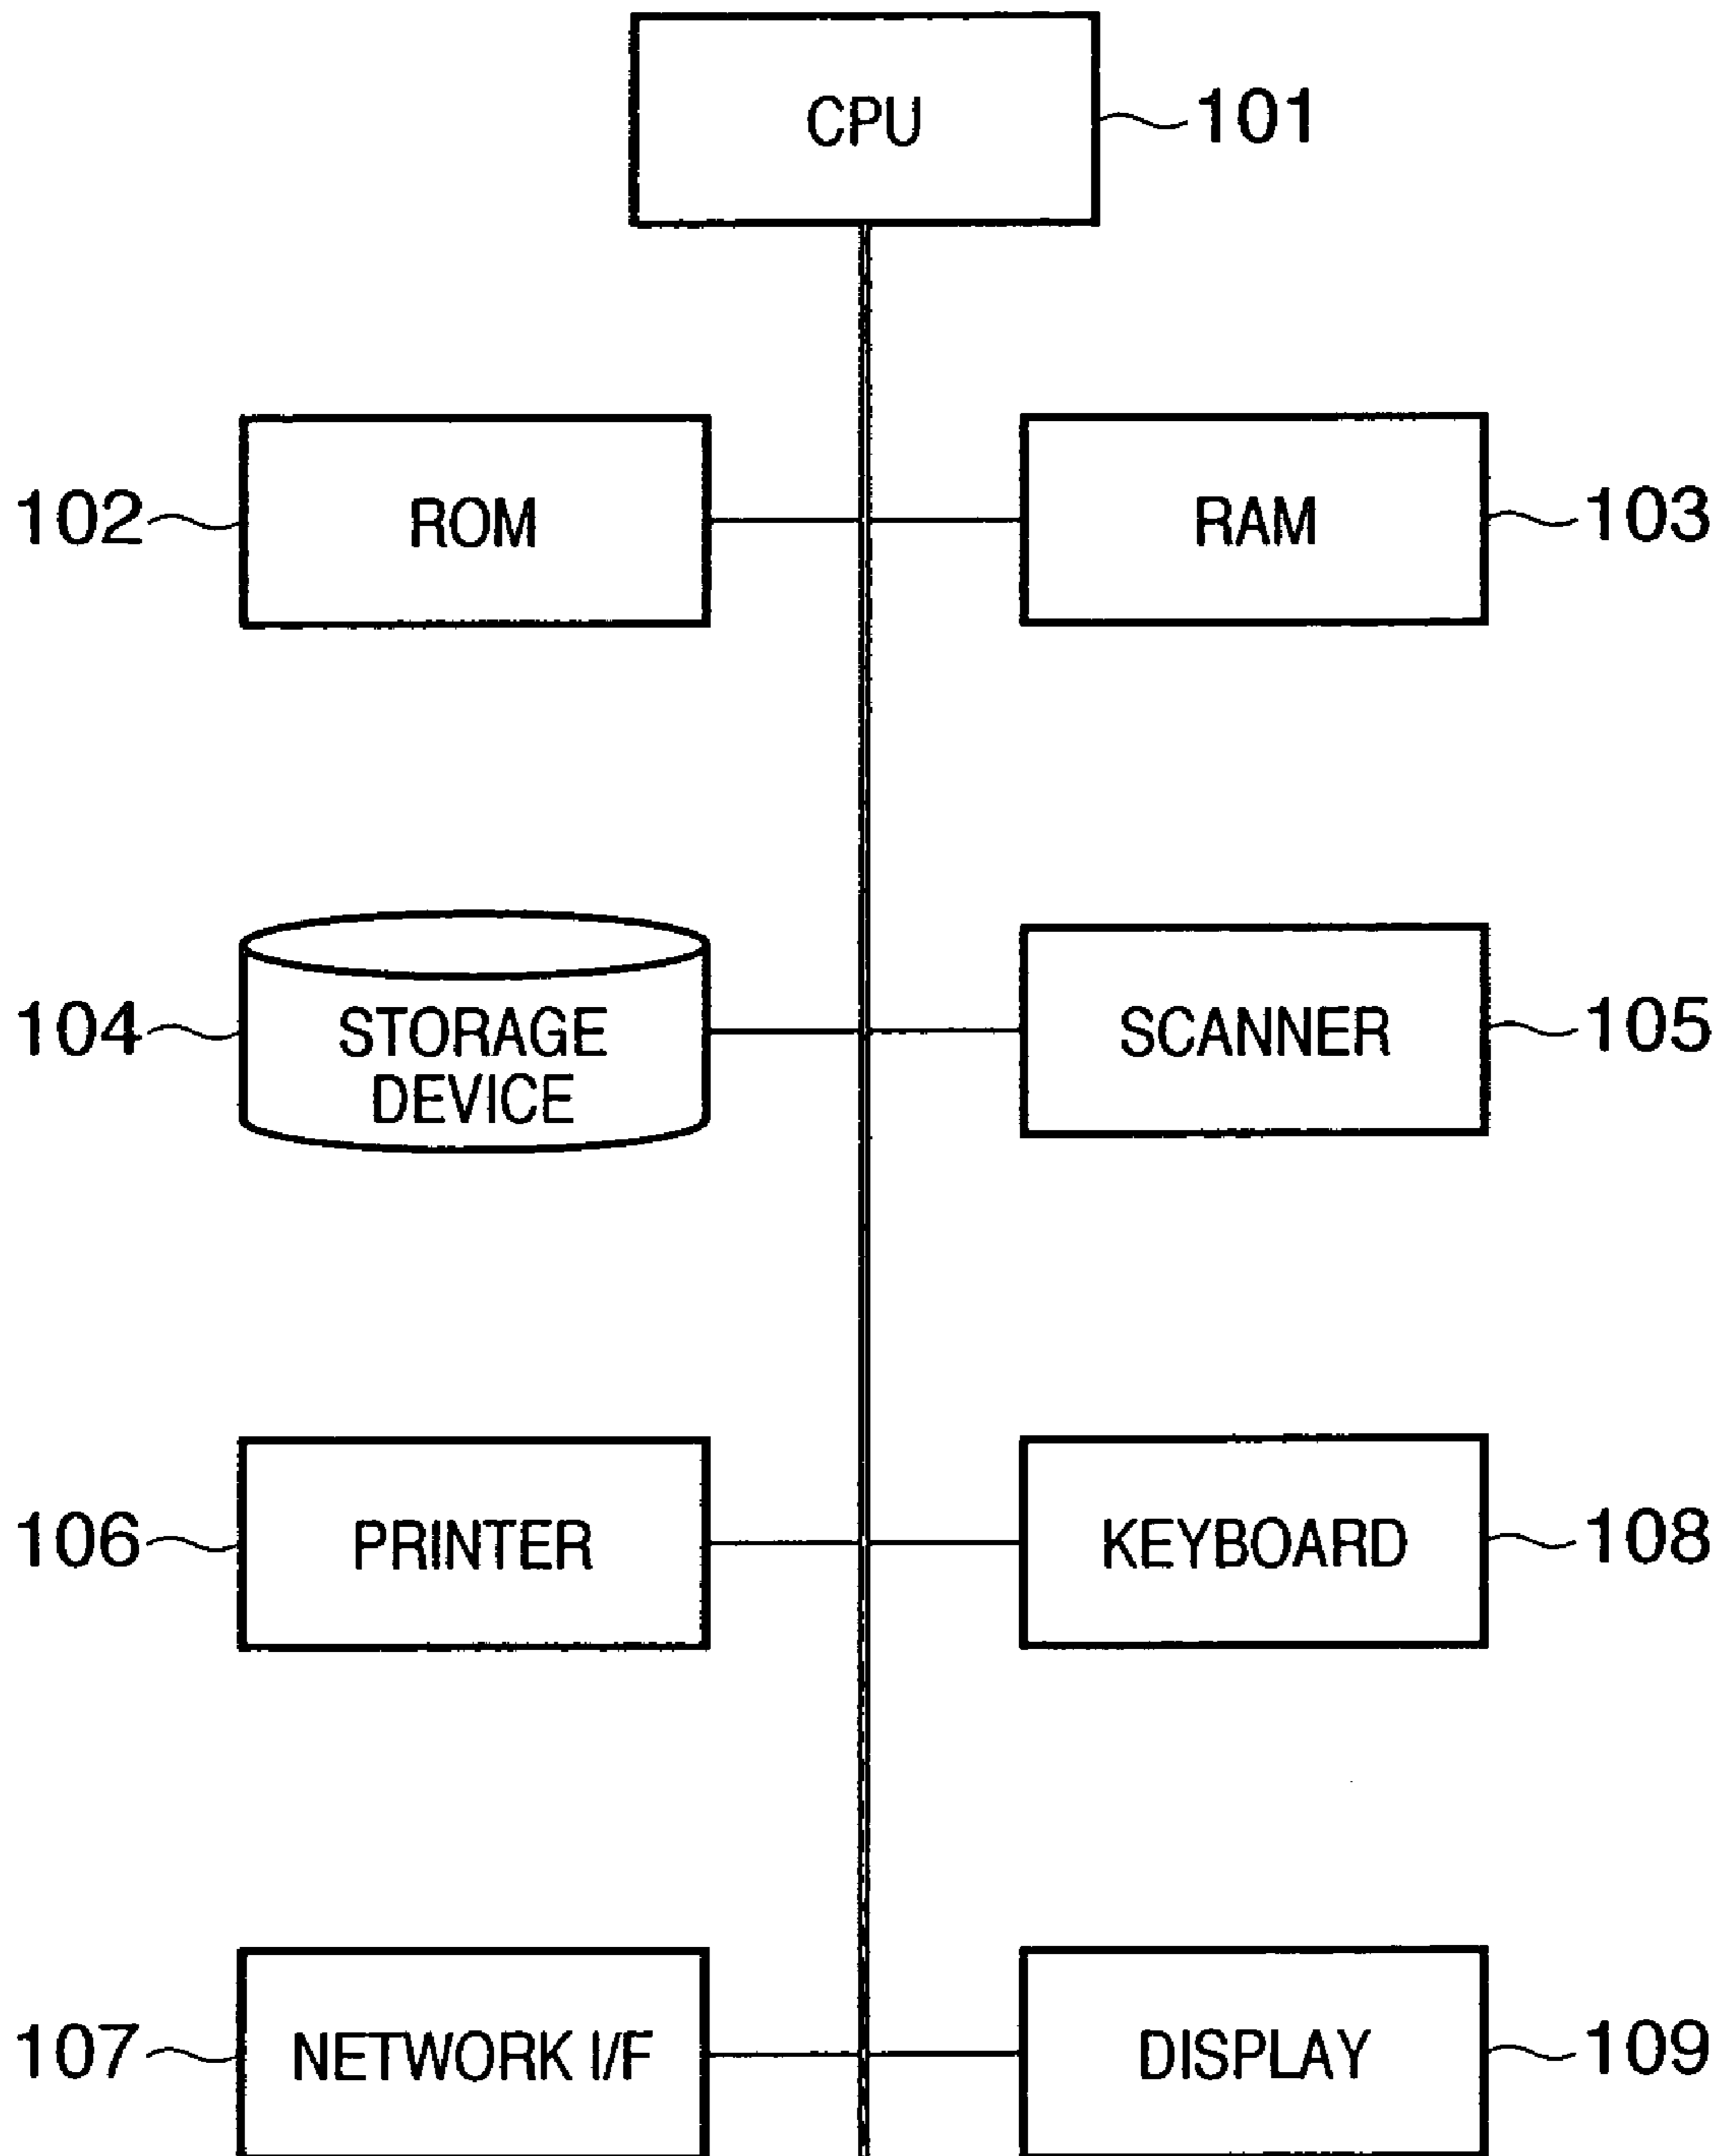 CPU 101
102 ROM
RAM 103
104 STORAGE
DEVICE
SCANNER 105
106 PRINTER
KEYBOARD 108
107 NETWORK I/F
DISPLAY 109